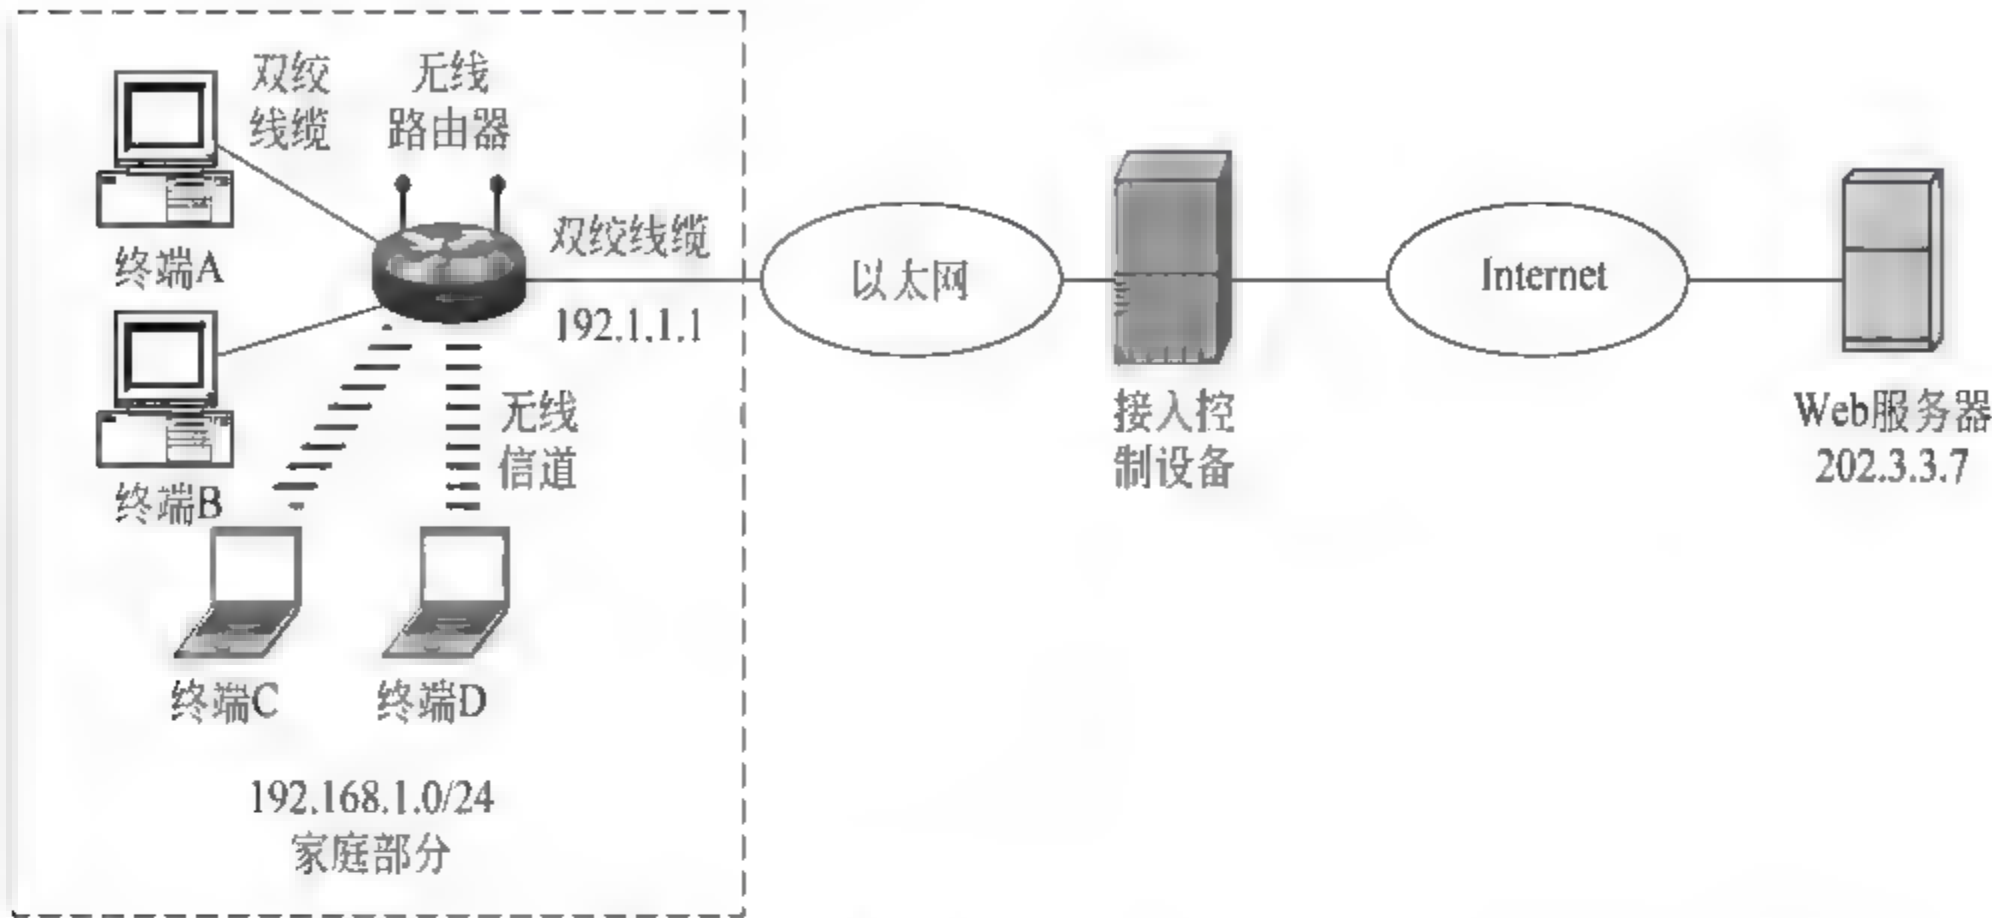 双绞
线缆
无线
路由器
终端A
双绞线缆
192.1.1.1
以太网
Internet
接入控
制设备
Web服务器
202.3.3.7
终端B
无线
信道
终端C
终端D
192.168.1.0/24
家庭部分